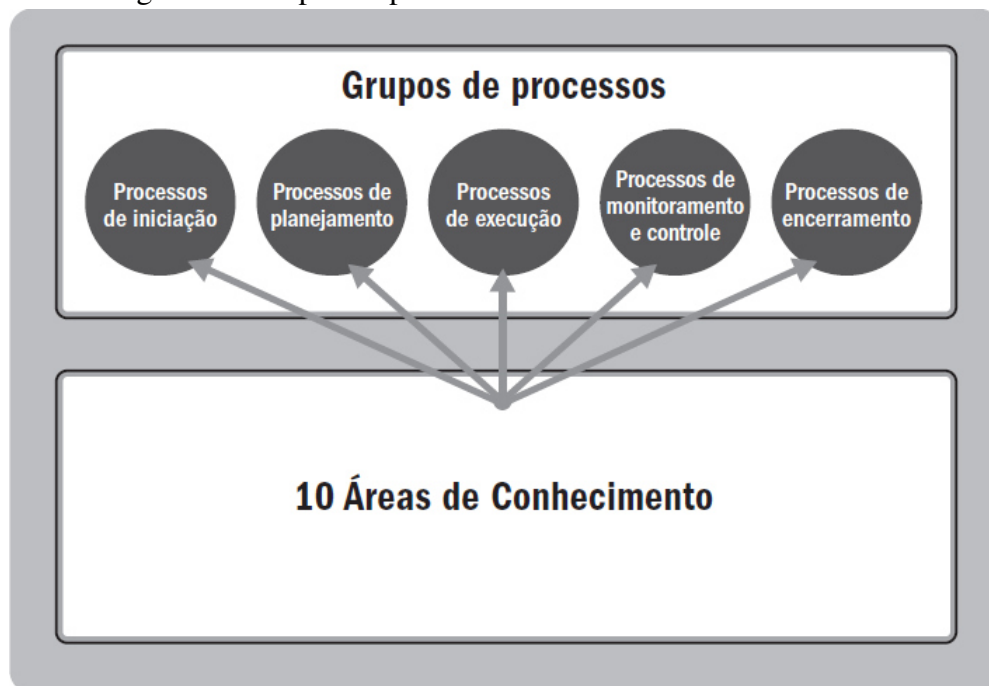 Grupos de processos
Processos
de iniciação
Processos de
planejamento
Processos
de execução
Processos de
monitoramento
e controle
Processos de
encerramento
10 Áreas de Conhecimento